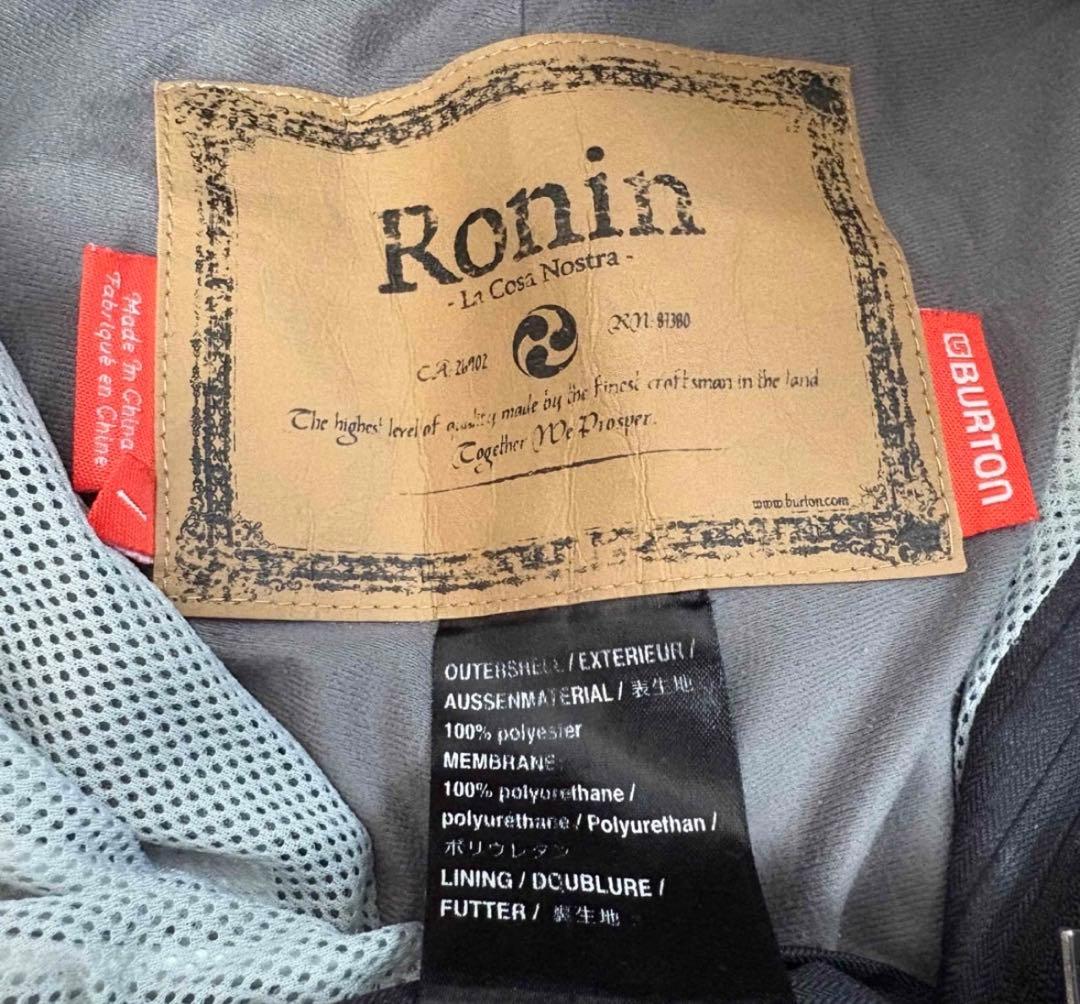 Ronin
- La Cosa Nostra -
CA: 26902
RN: 87380
The highest level of quality made by the finest craftsman in the land
Together We Prosper.
www.burton.com
Made In China
Fabriqué en Chine
BURTON
OUTERSHELL / EXTERIEUR /
AUSSENMATERIAL / 表生地
100% polyester
MEMBRANE:
100% polyurethane /
polyuréthane / Polyurethan /
ポリウレタン
LINING / DOUBLURE /
FUTTER / 裏生地